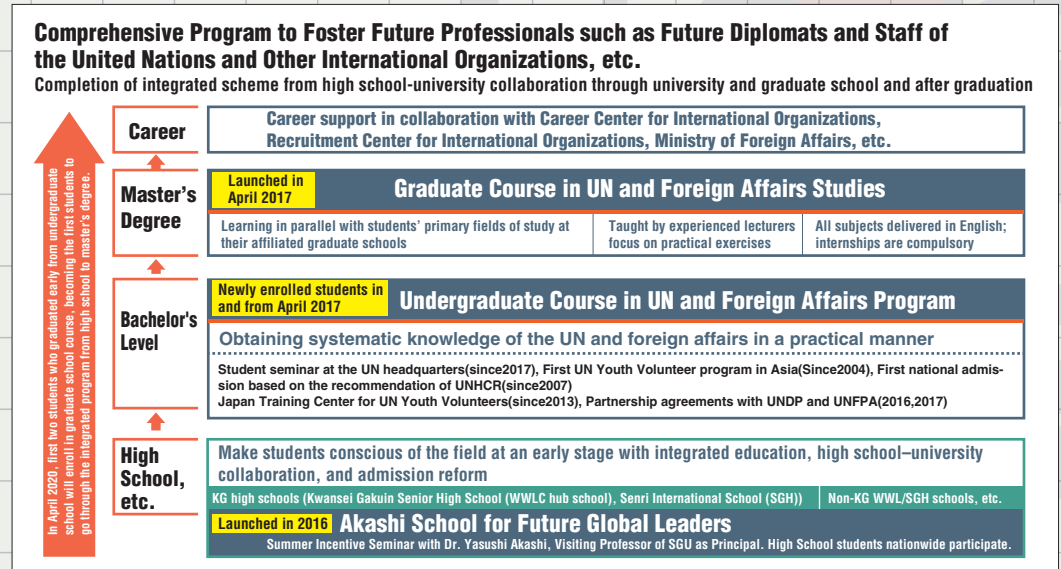 Comprehensive Program to Foster Future Professionals such as Future Diplomats and Staff of
the United Nations and Other International Organizations, etc.
Completion of integrated scheme from high school-university collaboration through university and graduate school and after graduation
In April 2020, first two students who graduated early from undergraduate
school will enroll in graduate school course, becoming the first students to
go through the integrated program from high school to master's degree.
Career
Career support in collaboration with Career Center for International Organizations,
Recruitment Center for International Organizations, Ministry of Foreign Affairs, etc.
Master's
Degree
Launched in
April 2017
Graduate Course in UN and Foreign Affairs Studies
Learning in parallel with students' primary fields of study at
their affiliated graduate schools
Taught by experienced lecturers
focus on practical exercises
All subjects delivered in English;
internships are compulsory
Bachelor's
Level
Newly enrolled students in
and from April 2017
Undergraduate Course in UN and Foreign Affairs Program
Obtaining systematic knowledge of the UN and foreign affairs in a practical manner
Student seminar at the UN headquarters(since2017), First UN Youth Volunteer program in Asia(Since2004), First national admis-
sion based on the recommendation of UNHCR(since2007)
Japan Training Center for UN Youth Volunteers(since2013), Partnership agreements with UNDP and UNFPA(2016,2017)
High
School,
etc.
Make students conscious of the field at an early stage with integrated education, high school–university
collaboration, and admission reform
KG high schools (Kwansei Gakuin Senior High School (WWLC hub school), Senri International School (SGH))
Non-KG WWL/SGH schools, etc.
Launched in 2016
Akashi School for Future Global Leaders
Summer Incentive Seminar with Dr. Yasushi Akashi, Visiting Professor of SGU as Principal. High School students nationwide participate.